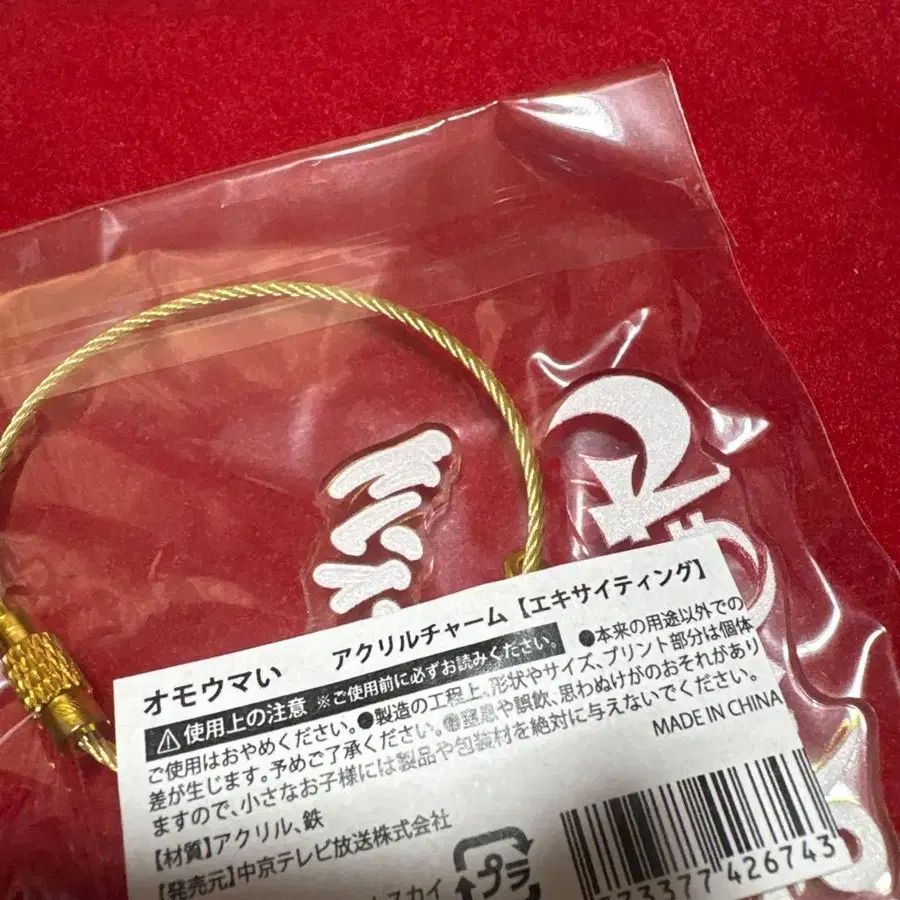 オモウマい アクリルチャーム【エキサイティング】
⚠使用上の注意 ※ご使用前に必ずお読みください。 ●本来の用途以外での
ご使用はおやめください。●製造の工程上、形状やサイズ、プリント部分は個体
差が生じます。予めご了承ください。●窒息や誤飲、思わぬけがのおそれがあり
ますので、小さなお子様には製品や包装材を絶対に与えないでください。
MADE IN CHINA
【材質】アクリル、鉄
【発売元】中京テレビ放送株式会社
スカイ
プラ
573377 426743